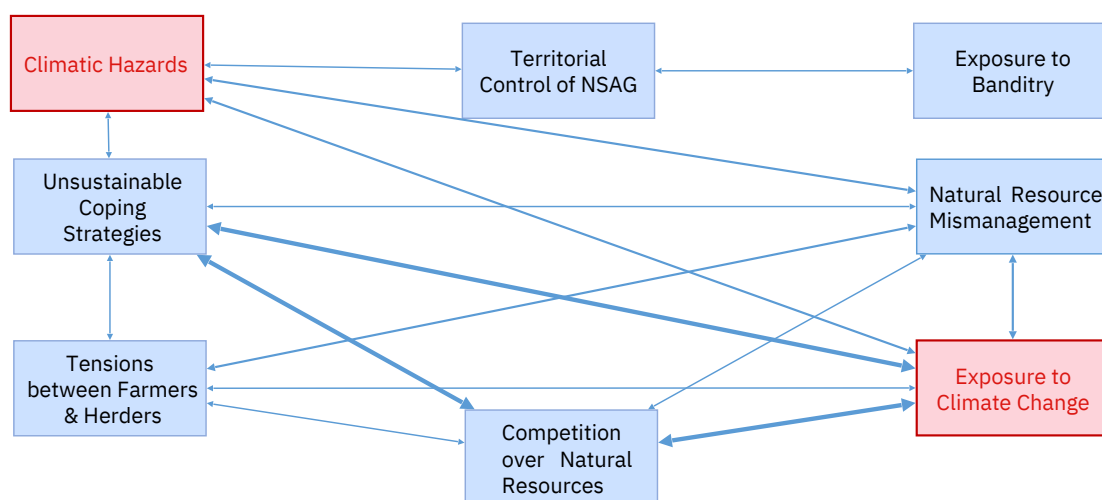 Climatic Hazards
Territorial
Control of NSAG
Exposure to
Banditry
Unsustainable
Coping
Strategies
Natural Resource
Mismanagement
Tensions
between Farmers
& Herders
Competition
over Natural
Resources
Exposure to
Climate Change